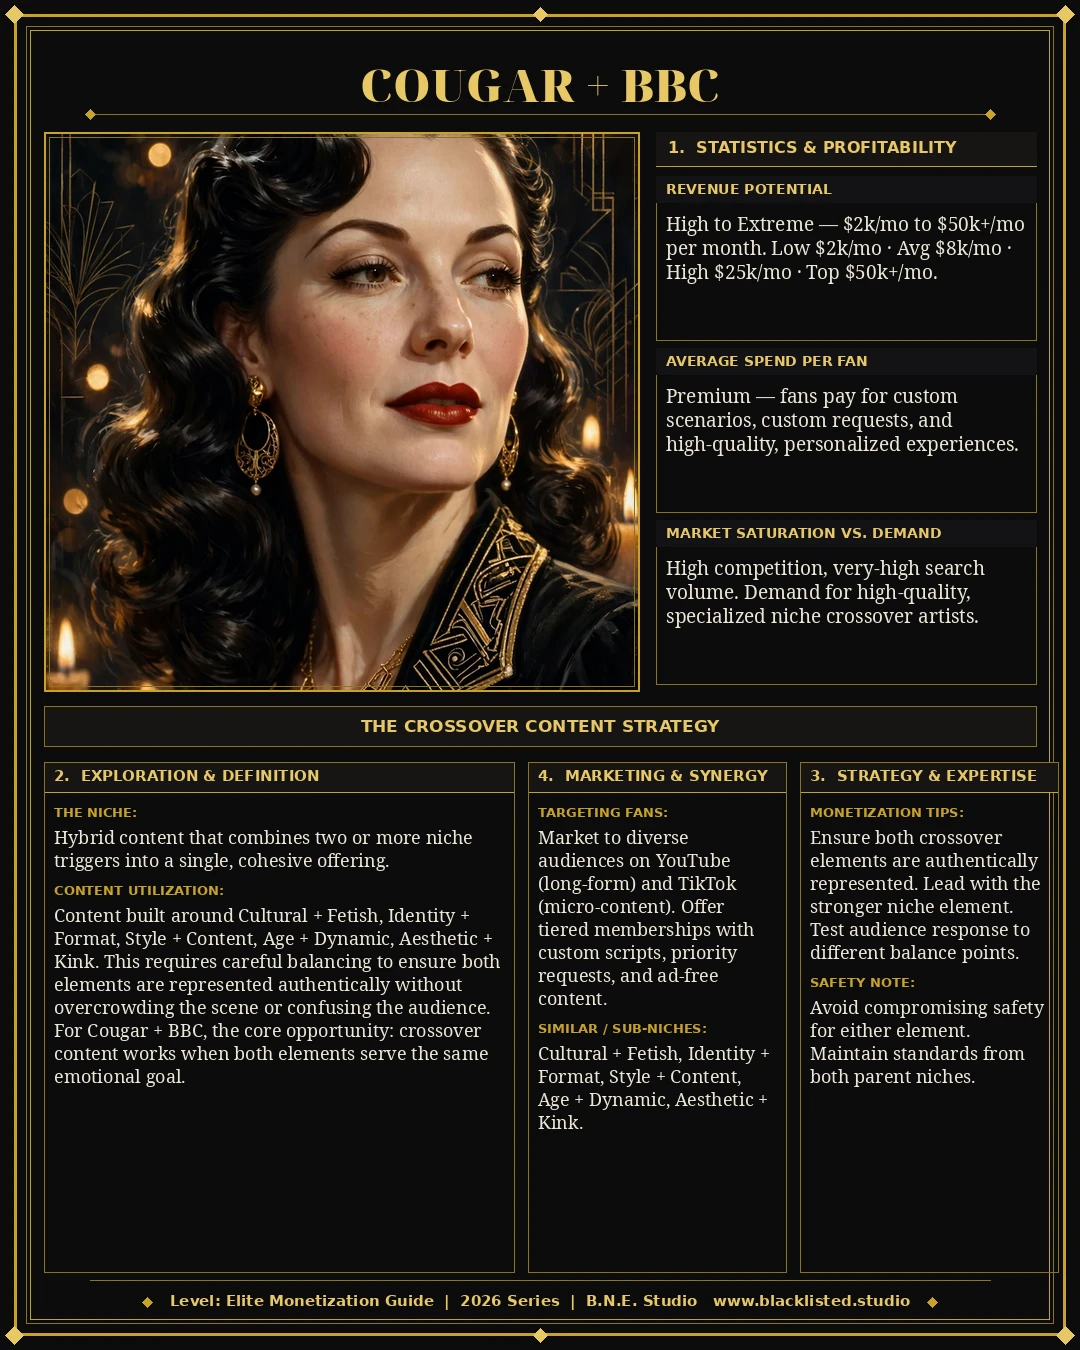 COUGAR + BBC
1. STATISTICS & PROFITABILITY
REVENUE POTENTIAL
High to Extreme — $2k/mo to $50k+/mo
per month. Low $2k/mo · Avg $8k/mo ·
High $25k/mo · Top $50k+/mo.
AVERAGE SPEND PER FAN
Premium — fans pay for custom
scenarios, custom requests, and
high-quality, personalized experiences.
MARKET SATURATION VS. DEMAND
High competition, very-high search
volume. Demand for high-quality,
specialized niche crossover artists.
THE CROSSOVER CONTENT STRATEGY
2. EXPLORATION & DEFINITION
THE NICHE:
Hybrid content that combines two or more niche
triggers into a single, cohesive offering.
CONTENT UTILIZATION:
Content built around Cultural + Fetish, Identity +
Format, Style + Content, Age + Dynamic, Aesthetic +
Kink. This requires careful balancing to ensure both
elements are represented authentically without
overcrowding the scene or confusing the audience.
For Cougar + BBC, the core opportunity: crossover
content works when both elements serve the same
emotional goal.
4. MARKETING & SYNERGY
TARGETING FANS:
Market to diverse
audiences on YouTube
(long-form) and TikTok
(micro-content). Offer
tiered memberships with
custom scripts, priority
requests, and ad-free
content.
SIMILAR / SUB-NICHES:
Cultural + Fetish, Identity +
Format, Style + Content,
Age + Dynamic, Aesthetic +
Kink.
3. STRATEGY & EXPERTISE
MONETIZATION TIPS:
Ensure both crossover
elements are authentically
represented. Lead with the
stronger niche element.
Test audience response to
different balance points.
SAFETY NOTE:
Avoid compromising safety
for either element.
Maintain standards from
both parent niches.
Level: Elite Monetization Guide | 2026 Series | B.N.E. Studio www.blacklisted.studio